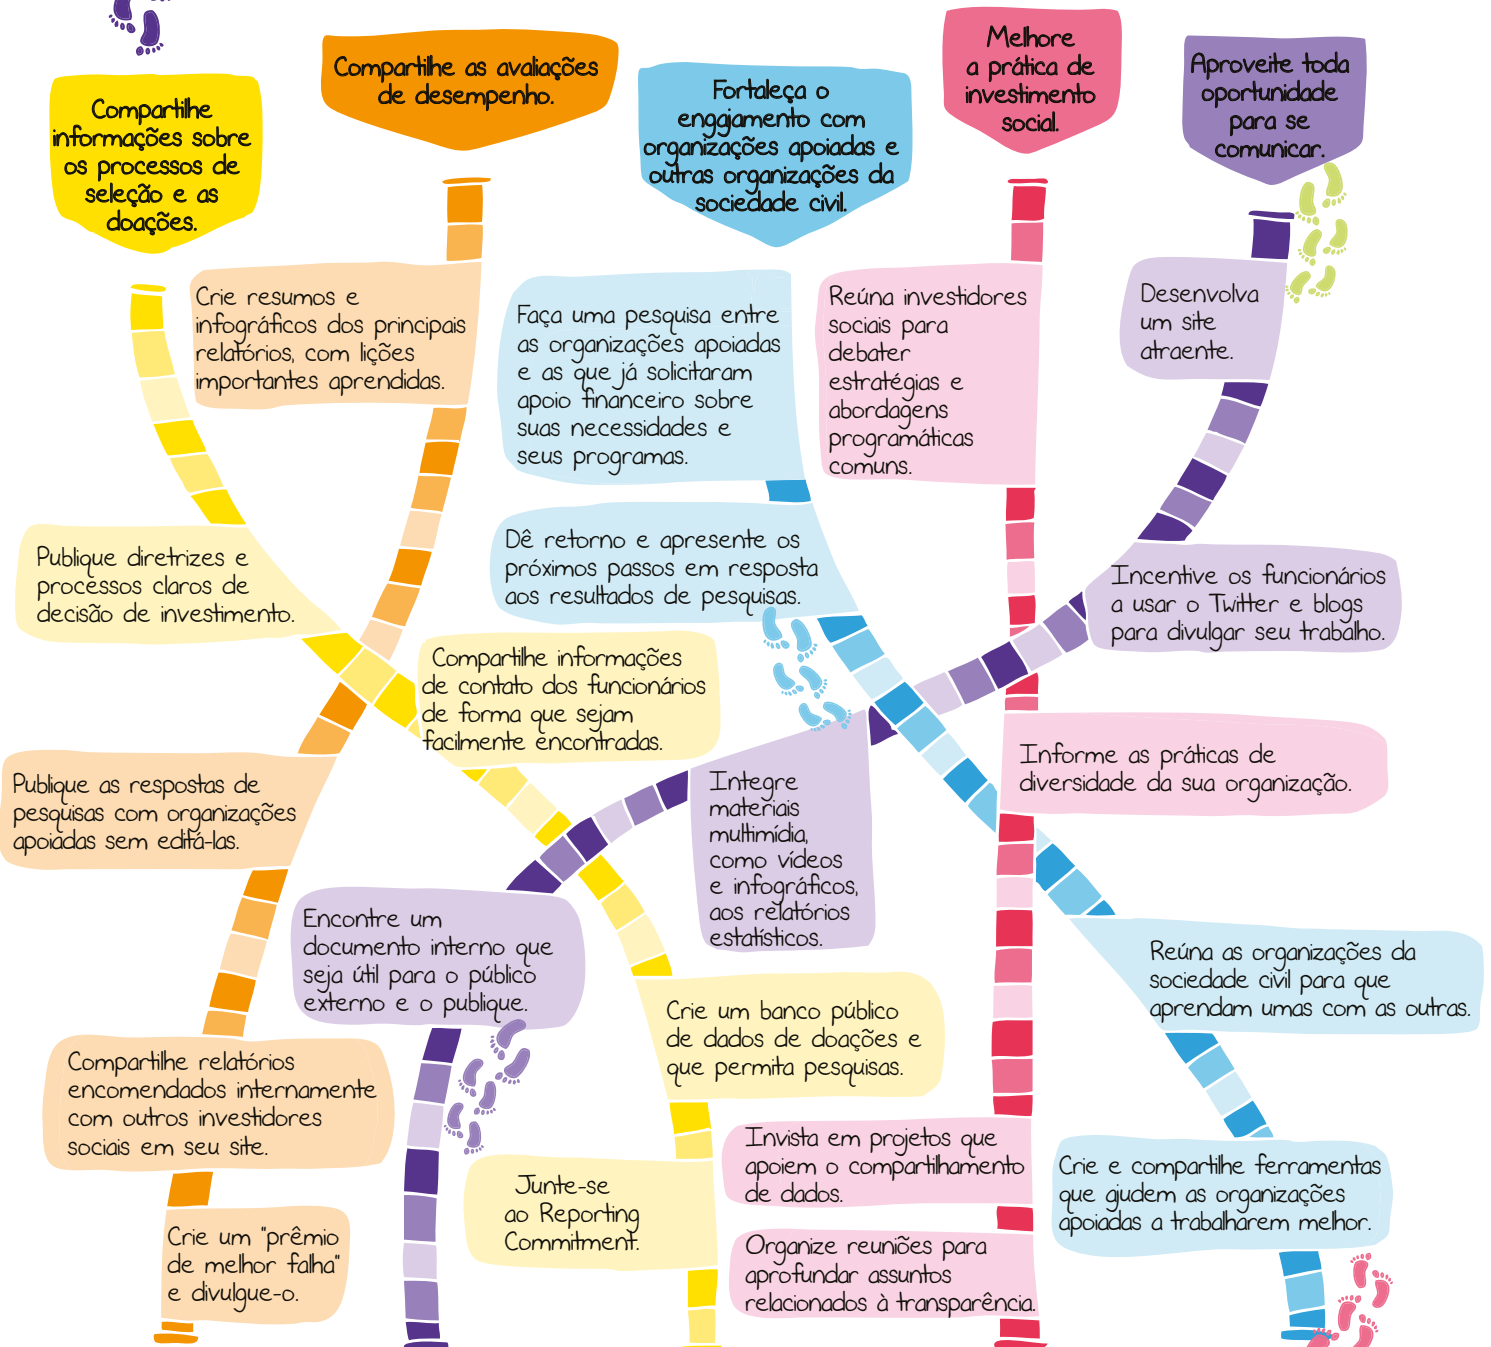 Compartilhe
informações sobre
os processos de
seleção e as
doações.
Compartilhe as avaliações
de desempenho.
Fortaleça o
engajamento com
organizações apoiadas e
outras organizações da
sociedade civil.
Melhore
a prática de
investimento
social.
Aproveite toda
oportunidade
para se
comunicar.
Crie resumos e
infográficos dos principais
relatórios, com lições
importantes aprendidas.
Faça uma pesquisa entre
as organizações apoiadas
e as que já solicitaram
apoio financeiro sobre
suas necessidades e
seus programas.
Reúna investidores
sociais para
debater
estratégias e
abordagens
programáticas
comuns.
Desenvolva
um site
atraente.
Publique diretrizes e
processos claros de
decisão de investimento.
Dê retorno e apresente os
próximos passos em resposta
aos resultados de pesquisas.
Incentive os funcionários
a usar o Twitter e blogs
para divulgar seu trabalho.
Compartilhe informações
de contato dos funcionários
de forma que sejam
facilmente encontradas.
Publique as respostas de
pesquisas com organizações
apoiadas sem editá-las.
Integre
materiais
multimídia,
como vídeos
e infográficos,
aos relatórios
estatísticos.
Informe as práticas de
diversidade da sua organização.
Encontre um
documento interno que
seja útil para o público
externo e o publique.
Reúna as organizações da
sociedade civil para que
aprendam umas com as outras.
Crie um banco público
de dados de doações e
que permita pesquisas.
Compartilhe relatórios
encomendados internamente
com outros investidores
sociais em seu site.
Invista em projetos que
apoiem o compartilhamento
de dados.
Crie e compartilhe ferramentas
que ajudem as organizações
apoiadas a trabalharem melhor.
Junte-se
ao Reporting
Commitment.
Crie um "prêmio
de melhor falha"
e divulgue-o.
Organize reuniões para
aprofundar assuntos
relacionados à transparência.